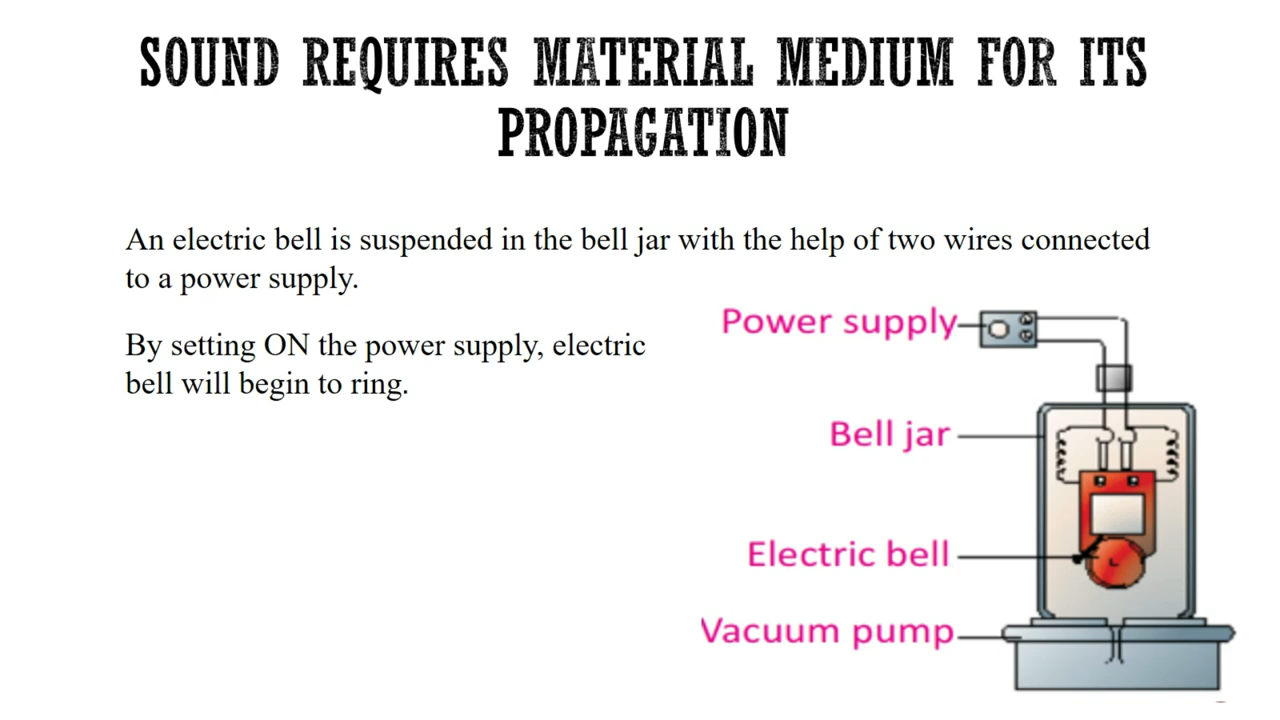 SOUND REQUIRES MATERIAL MEDIUM FOR ITS
PROPAGATION
An electric bell is suspended in the bell jar with the help of two wires connected
to a power supply.
By setting ON the power supply, electric
bell will begin to ring.
Power supply
Bell jar
Electric bell
Vacuum pump